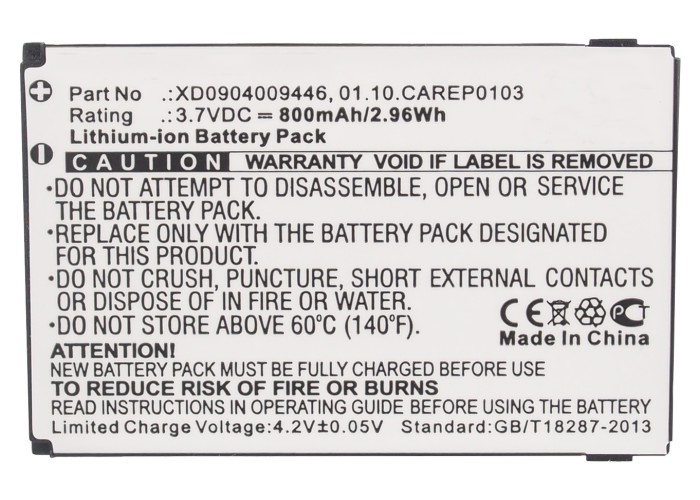 Part No .:XD0904009446, 01.10.CAREP0103
Rating .:3.7VDC = 800mAh/2.96Wh
Lithium-ion Battery Pack
CAUTION WARRANTY VOID IF LABEL IS REMOVED
·DO NOT ATTEMPT TO DISASSEMBLE, OPEN OR SERVICE
THE BATTERY PACK.
·REPLACE ONLY WITH THE BATTERY PACK DESIGNATED
FOR THIS PRODUCT.
·DO NOT CRUSH, PUNCTURE, SHORT EXTERNAL CONTACTS
OR DISPOSE OF IN FIRE OR WATER.
·DO NOT STORE ABOVE 60°C (140°F).
CE PCT
Made In China
ATTENTION!
NEW BATTERY PACK MUST BE FULLY CHARGED BEFORE USE
TO REDUCE RISK OF FIRE OR BURNS
READ INSTRUCTIONS IN OPERATING GUIDE BEFORE USING THE BATTERY
Limited Charge Voltage:4.2V±0.05V Standard:GB/T18287-2013